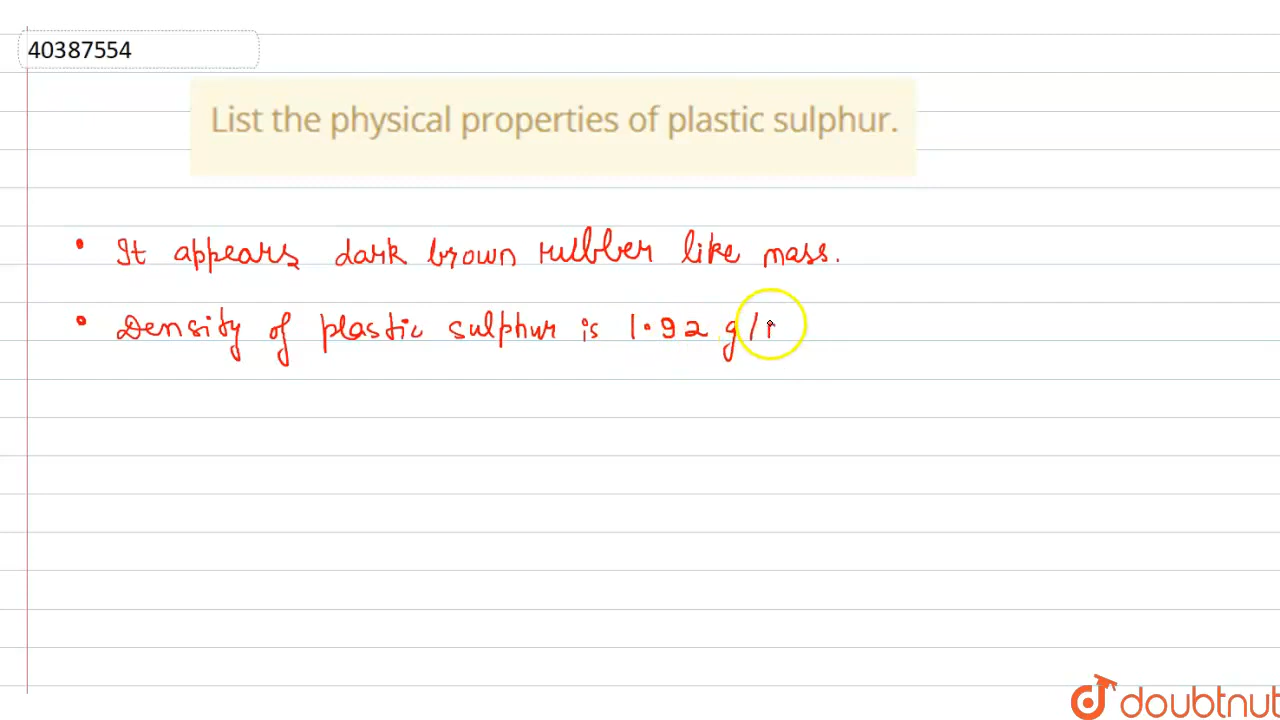 40387554
List the physical properties of plastic sulphur.
• It appears dark brown rubber like mass.
• Density of plastic sulphur is 1.92 g/
doubtnut